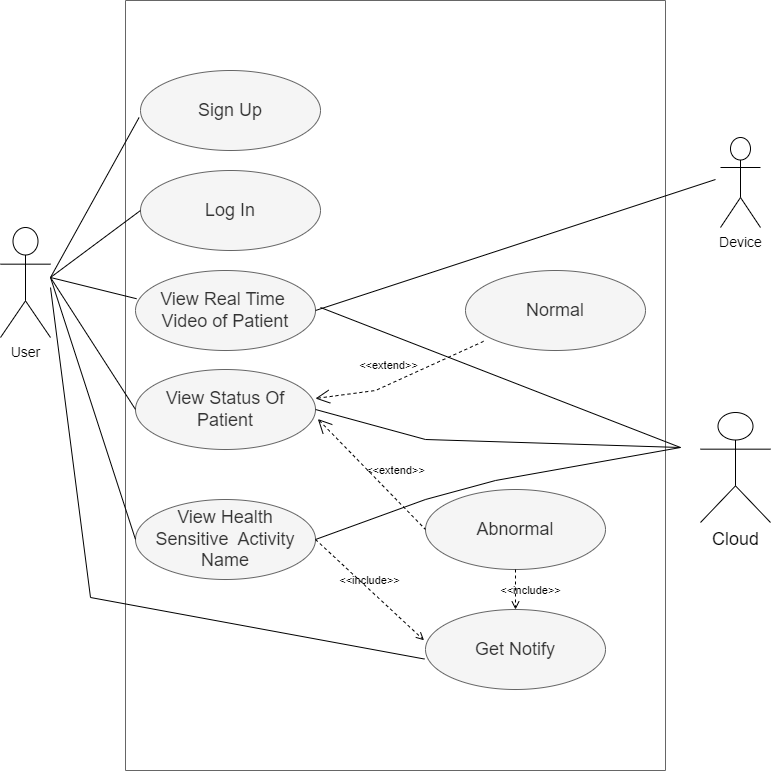 Sign Up
Log In
Device
User
View Real Time
Video of Patient
Normal
<<extend>>
View Status Of
Patient
<<extend>>
View Health
Sensitive Activity
Name
Abnormal
Cloud
<<include>>
<<include>>
Get Notify